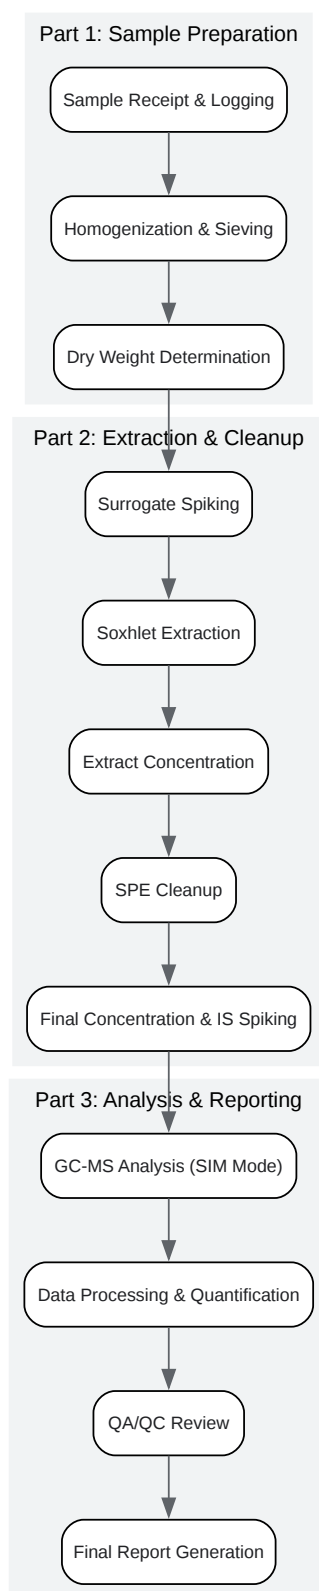 Part 1: Sample Preparation
Sample Receipt & Logging
Homogenization & Sieving
Dry Weight Determination
Part 2: Extraction & Cleanup
Surrogate Spiking
Soxhlet Extraction
Extract Concentration
SPE Cleanup
Final Concentration & IS Spiking
Part 3: Analysis & Reporting
GC-MS Analysis (SIM Mode)
Data Processing & Quantification
QA/QC Review
Final Report Generation